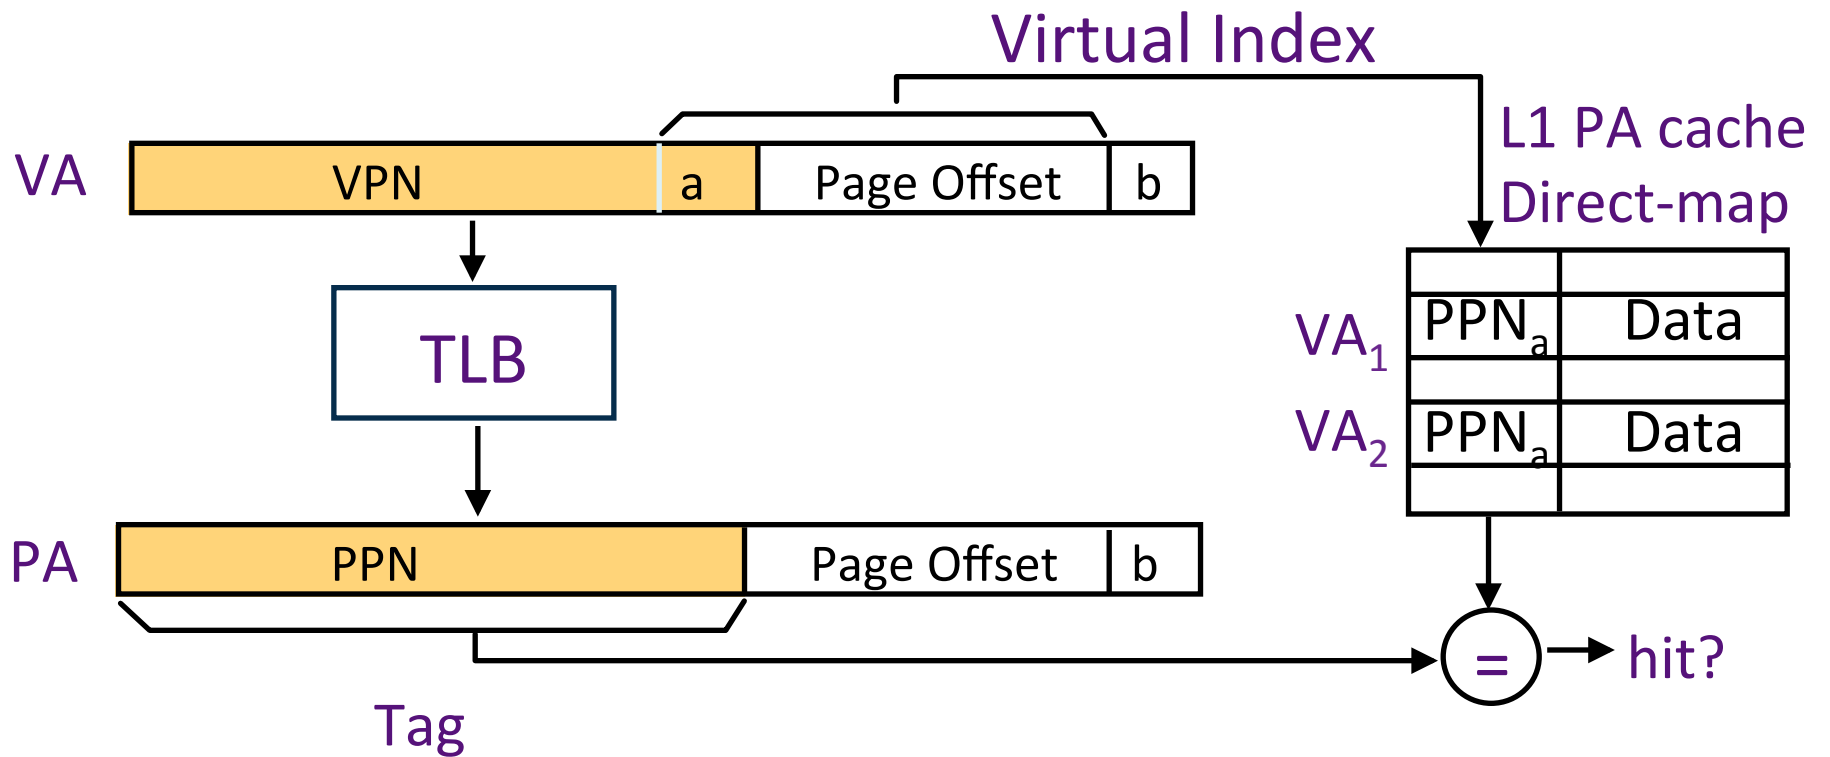 Virtual Index
L1 PA cache
Direct-map
VA
VPN
a
Page Offset
b
TLB
VA1
PPNa
Data
VA2
PPNa
Data
PA
PPN
Page Offset
b
=
hit?
Tag